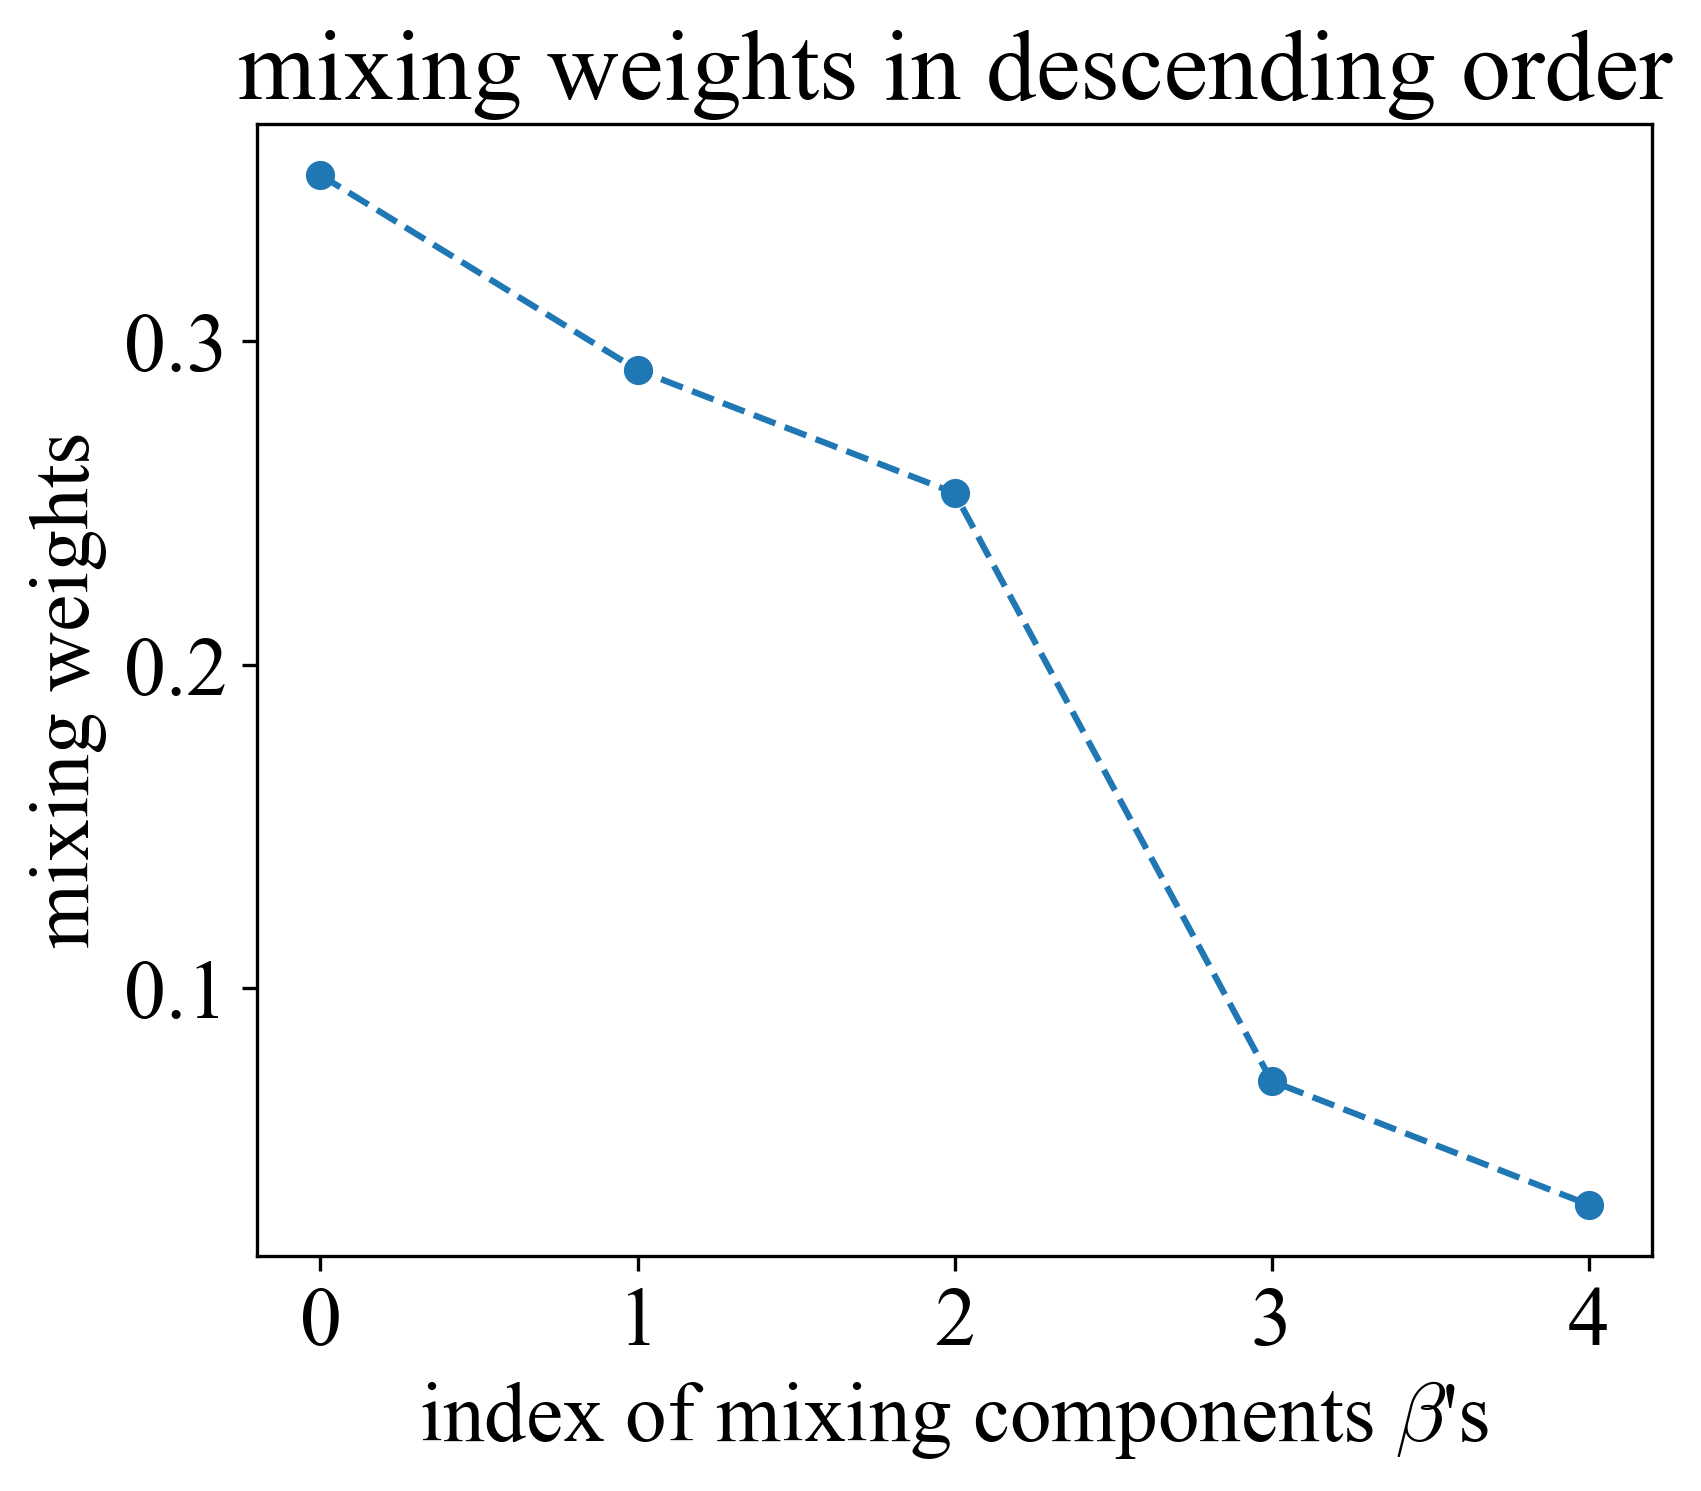 mixing weights in descending order
mixing weights
0.3
0.2
0.1
0 1 2 3 4
index of mixing components β's